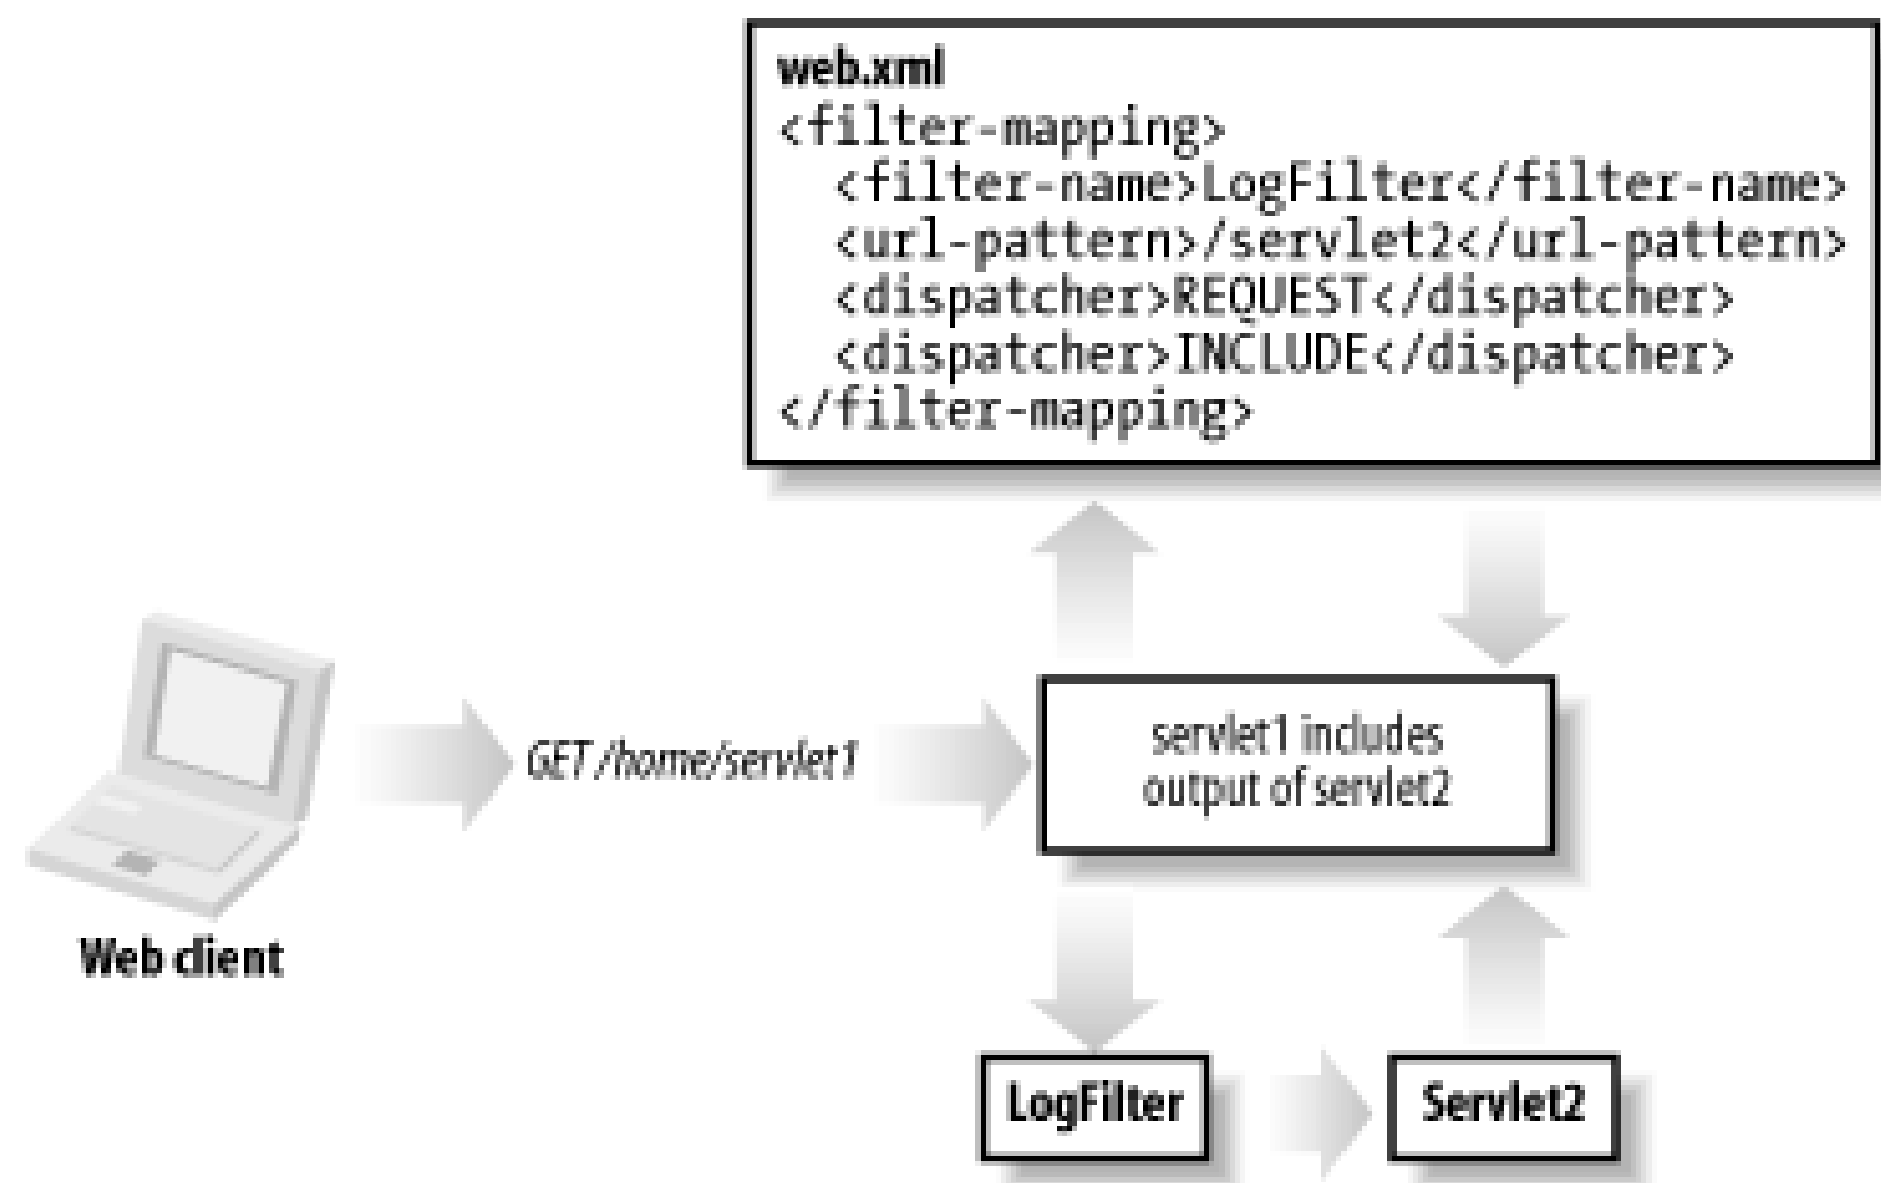 web.xml
<filter-mapping>
  <filter-name>LogFilter</filter-name>
  <url-pattern>/servlet2</url-pattern>
  <dispatcher>REQUEST</dispatcher>
  <dispatcher>INCLUDE</dispatcher>
</filter-mapping>
GET /home/servlet1
servlet1 includes
output of servlet2
Web client
LogFilter
Servlet2